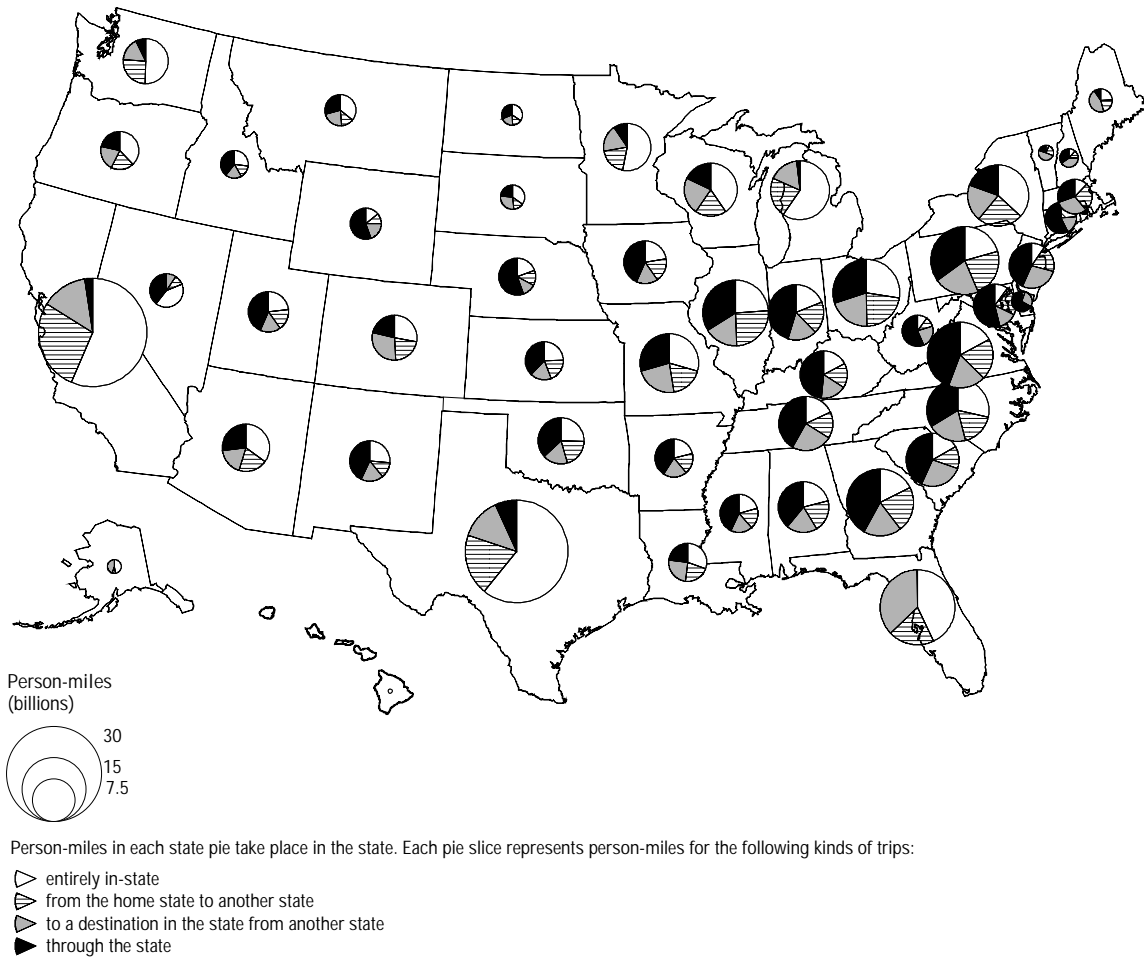 Person-miles
(billions)
30
15
7.5
Person-miles in each state pie take place in the state. Each pie slice represents person-miles for the following kinds of trips:
entirely in-state
from the home state to another state
to a destination in the state from another state
through the state